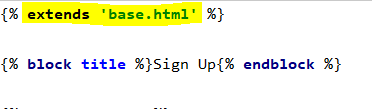 {% extends 'base.html' %}
{% block title %}Sign Up{% endblock %}